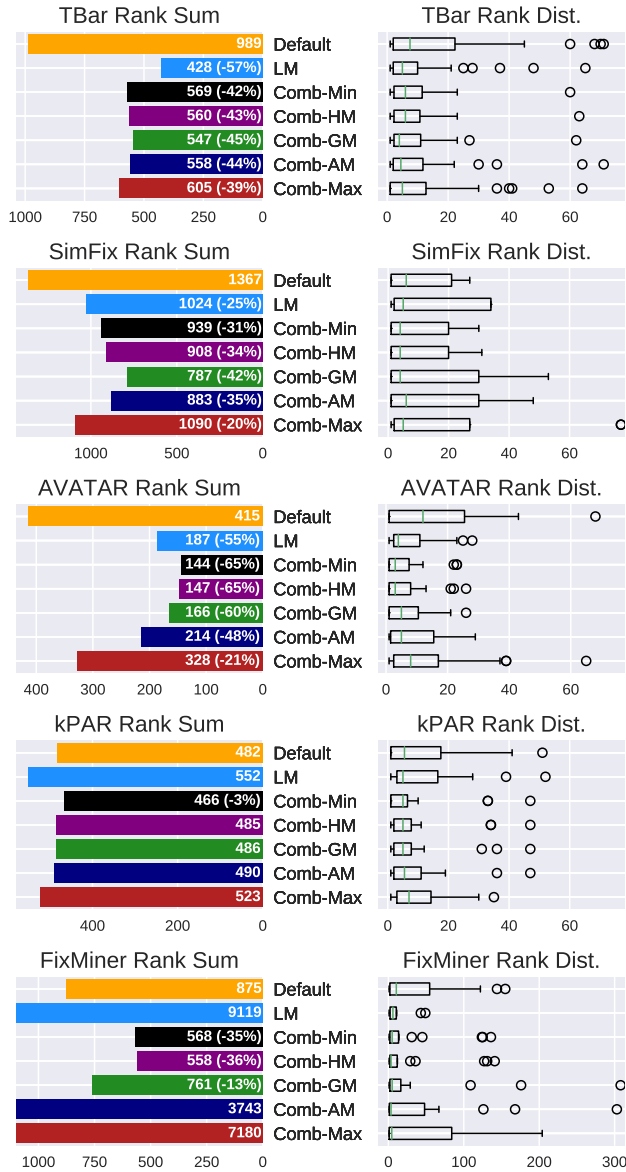 TBar Rank Sum TBar Rank Dist.
989 Default
428 (-57%) LM
569 (-42%) Comb-Min
560 (-43%) Comb-HM
547 (-45%) Comb-GM
558 (-44%) Comb-AM
605 (-39%) Comb-Max
1000 750 500 250 0 0 20 40 60
SimFix Rank Sum SimFix Rank Dist.
1367 Default
1024 (-25%) LM
939 (-31%) Comb-Min
908 (-34%) Comb-HM
787 (-42%) Comb-GM
883 (-35%) Comb-AM
1090 (-20%) Comb-Max
1000 500 0 0 20 40 60
AVATAR Rank Sum AVATAR Rank Dist.
415 Default
187 (-55%) LM
144 (-65%) Comb-Min
147 (-65%) Comb-HM
166 (-60%) Comb-GM
214 (-48%) Comb-AM
328 (-21%) Comb-Max
400 300 200 100 0 0 20 40 60
kPAR Rank Sum kPAR Rank Dist.
482 Default
552 LM
466 (-3%) Comb-Min
485 Comb-HM
486 Comb-GM
490 Comb-AM
523 Comb-Max
400 200 0 0 20 40 60
FixMiner Rank Sum FixMiner Rank Dist.
875 Default
9119 LM
568 (-35%) Comb-Min
558 (-36%) Comb-HM
761 (-13%) Comb-GM
3743 Comb-AM
7180 Comb-Max
1000 750 500 250 0 0 100 200 300